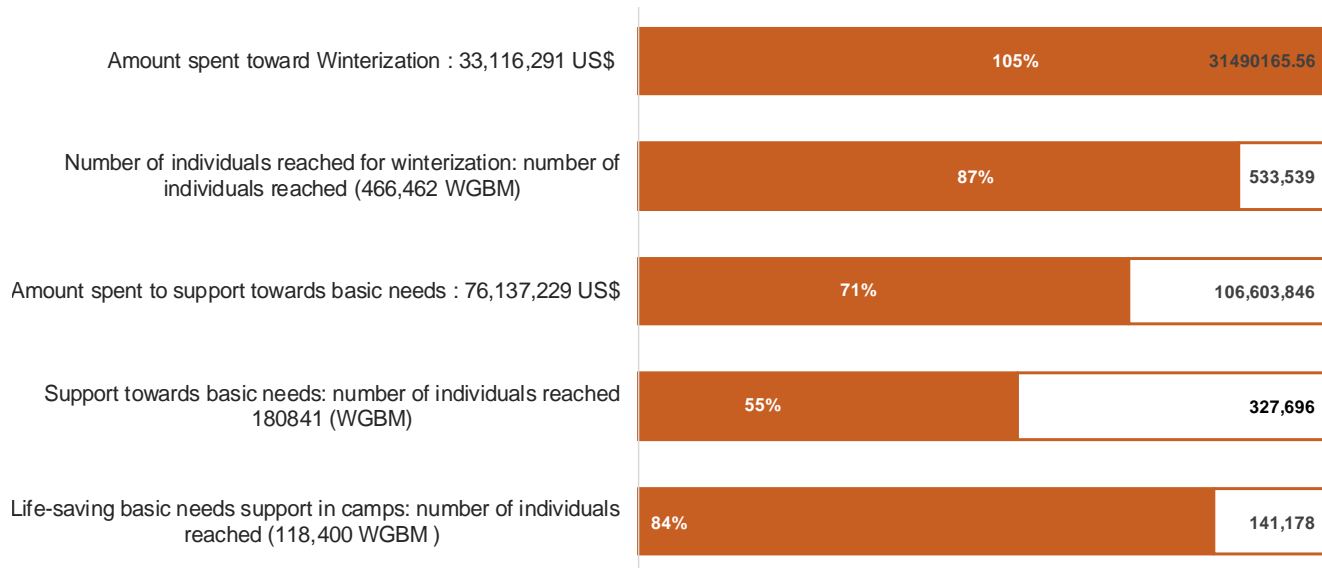 Amount spent toward Winterization : 33,116,291 US$
105%
31490165.56
Number of individuals reached for winterization: number of
individuals reached (466,462 WGBM)
87%
533,539
Amount spent to support towards basic needs : 76,137,229 US$
71%
106,603,846
Support towards basic needs: number of individuals reached
180841 (WGBM)
55%
327,696
Life-saving basic needs support in camps: number of individuals
reached (118,400 WGBM )
84%
141,178